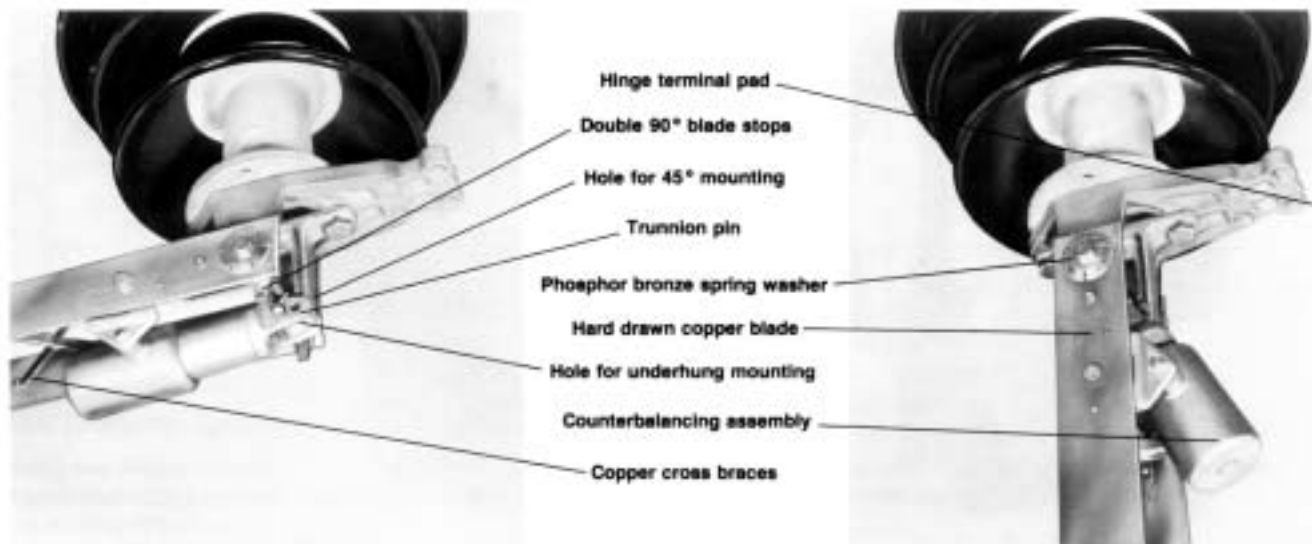 Hinge terminal pad
Double 90° blade stops
Hole for 45° mounting
Trunnion pin
Phosphor bronze spring washer
Hard drawn copper blade
Hole for underhung mounting
Counterbalancing assembly
Copper cross braces